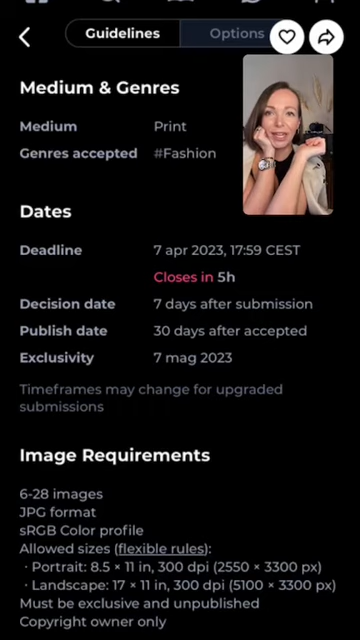 Guidelines
Options
Medium & Genres
Medium Print
Genres accepted #Fashion
Dates
Deadline 7 apr 2023, 17:59 CEST
Closes in 5h
Decision date 7 days after submission
Publish date 30 days after accepted
Exclusivity 7 mag 2023
Timeframes may change for upgraded
submissions
Image Requirements
6-28 images
JPG format
sRGB Color profile
Allowed sizes (flexible rules):
· Portrait: 8.5 × 11 in, 300 dpi (2550 × 3300 px)
· Landscape: 17 × 11 in, 300 dpi (5100 × 3300 px)
Must be exclusive and unpublished
Copyright owner only